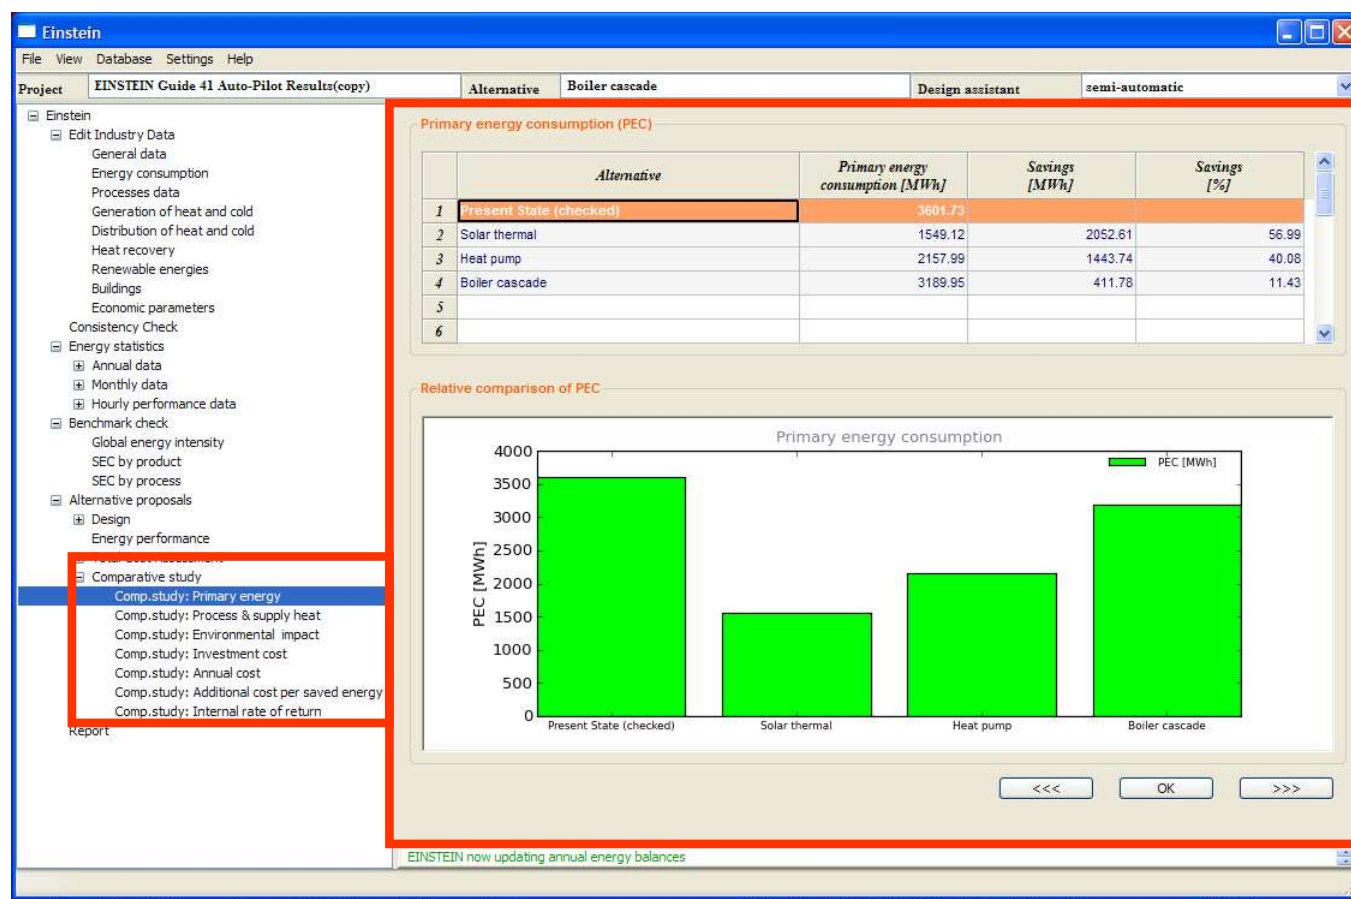 Einstein
File View Database Settings Help
Project EINSTEIN Guide 41 Auto-Pilot Results(copy) Alternative Boiler cascade Design assistant semi-automatic
Einstein
Edit Industry Data
General data
Energy consumption
Processes data
Generation of heat and cold
Distribution of heat and cold
Heat recovery
Renewable energies
Buildings
Economic parameters
Consistency Check
Energy statistics
Annual data
Monthly data
Hourly performance data
Benchmark check
Global energy intensity
SEC by product
SEC by process
Alternative proposals
Design
Energy performance
Total Cost Assessment
Comparative study
Comp.study: Primary energy
Comp.study: Process & supply heat
Comp.study: Environmental impact
Comp.study: Investment cost
Comp.study: Annual cost
Comp.study: Additional cost per saved energy
Comp.study: Internal rate of return
Report
Primary energy consumption (PEC)
Alternative Primary energy consumption [MWh] Savings [MWh] Savings [%]
1 Present State (checked) 3601.73
2 Solar thermal 1549.12 2052.61 56.99
3 Heat pump 2157.99 1443.74 40.08
4 Boiler cascade 3189.95 411.78 11.43
5
6
Relative comparison of PEC
Primary energy consumption
PEC [MWh]
PEC [MWh]
4000
3500
3000
2500
2000
1500
1000
500
0
Present State (checked) Solar thermal Heat pump Boiler cascade
<<< OK >>>
EINSTEIN now updating annual energy balances